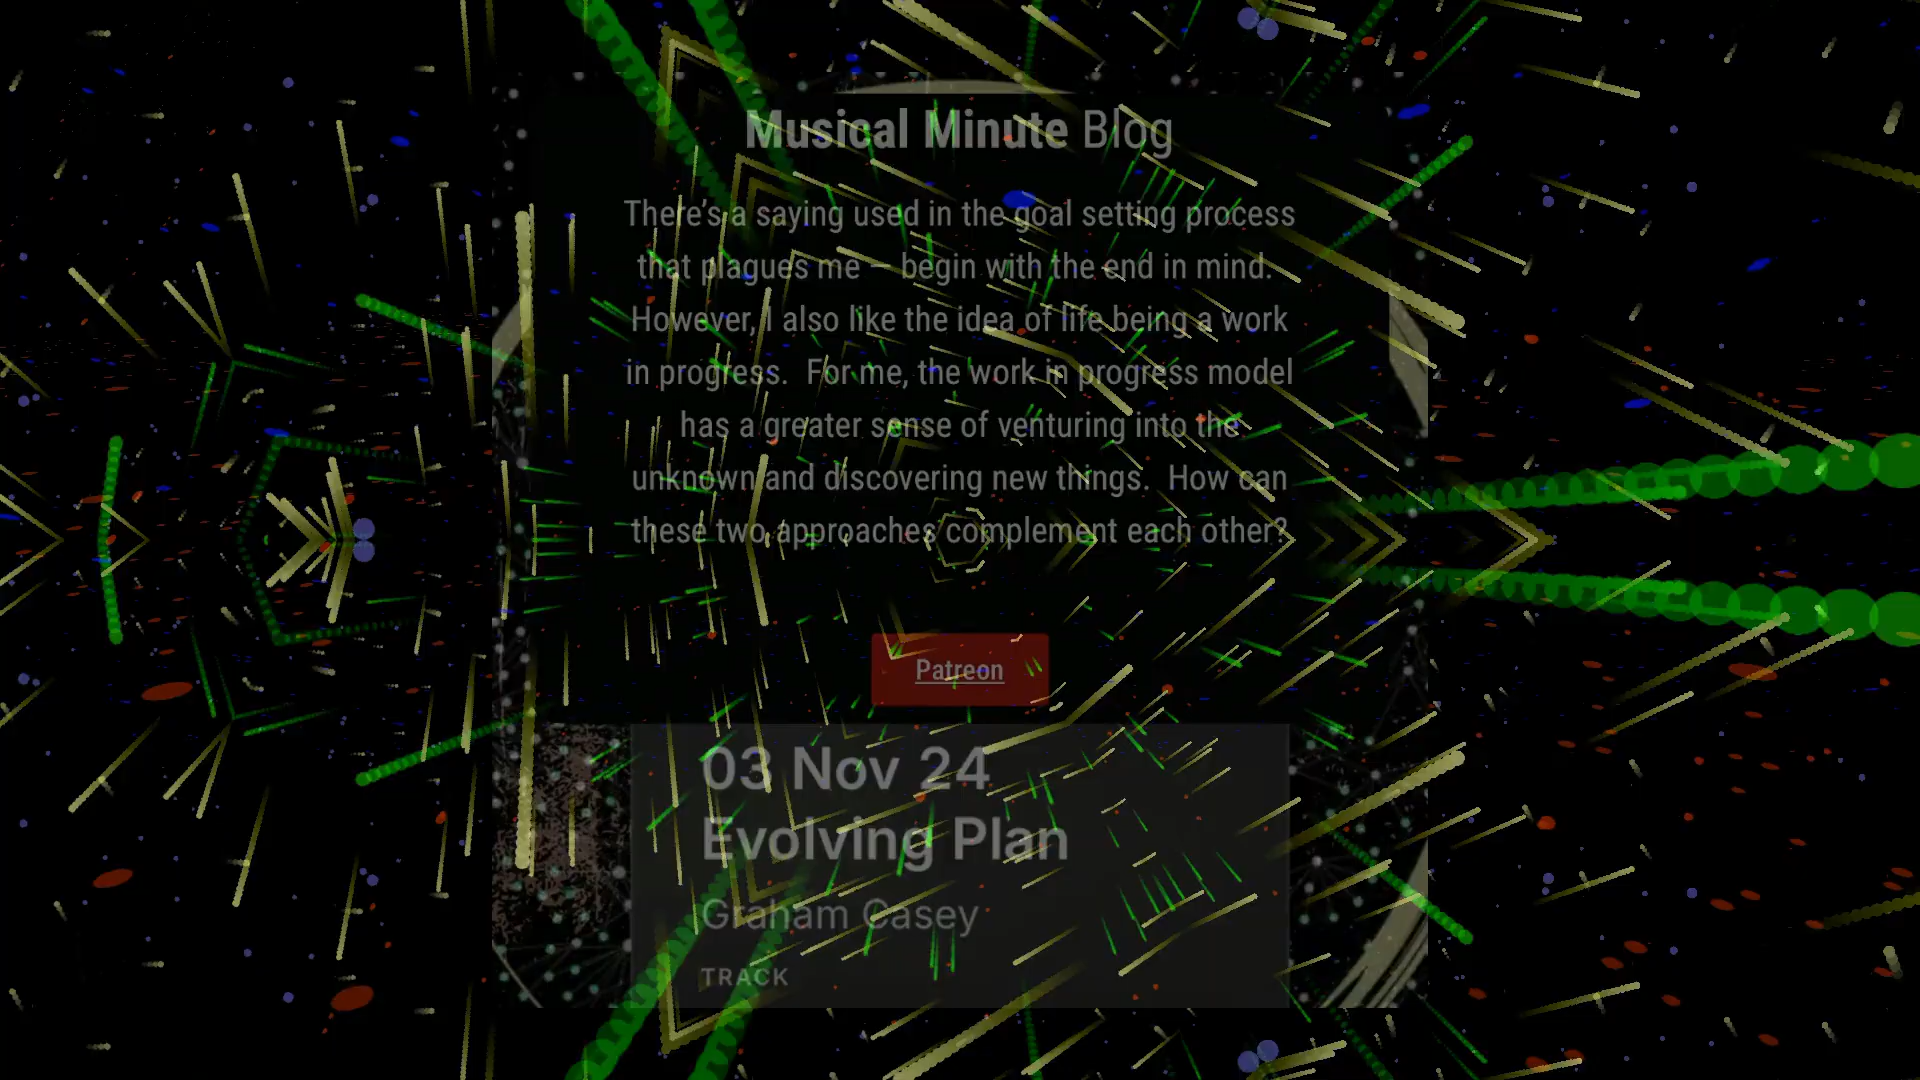 Musical Minute Blog
There's a saying used in the goal setting process
that plagues me – begin with the end in mind.
However, I also like the idea of life being a work
in progress.  For me, the work in progress model
has a greater sense of venturing into the
unknown and discovering new things.  How can
these two approaches complement each other?
Patreon
03 Nov 24
Evolving Plan
Graham Casey
TRACK